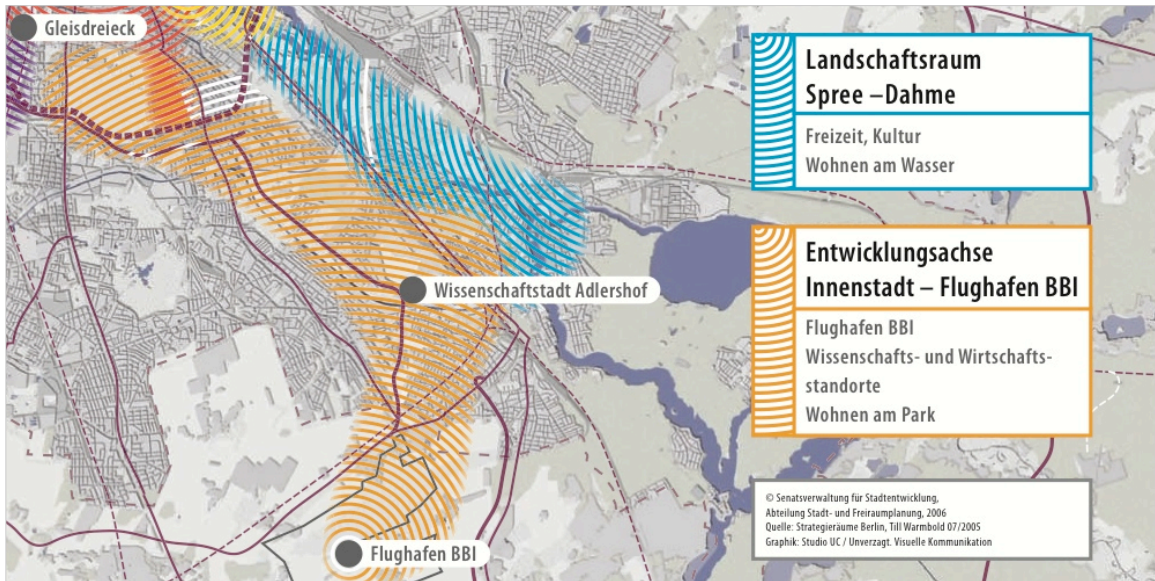 Gleisdreieck
Landschaftsraum
Spree –Dahme
Freizeit, Kultur
Wohnen am Wasser
Entwicklungsachse
Innenstadt – Flughafen BBI
Flughafen BBI
Wissenschafts- und Wirtschafts-
standorte
Wohnen am Park
Wissenschaftstadt Adlershof
© Senatsverwaltung für Stadtentwicklung,
Abteilung Stadt- und Freiraumplanung, 2006
Quelle: Strategieräume Berlin, Till Warmbold 07/2005
Graphik: Studio UC / Unverzagt. Visuelle Kommunikation
Flughafen BBI